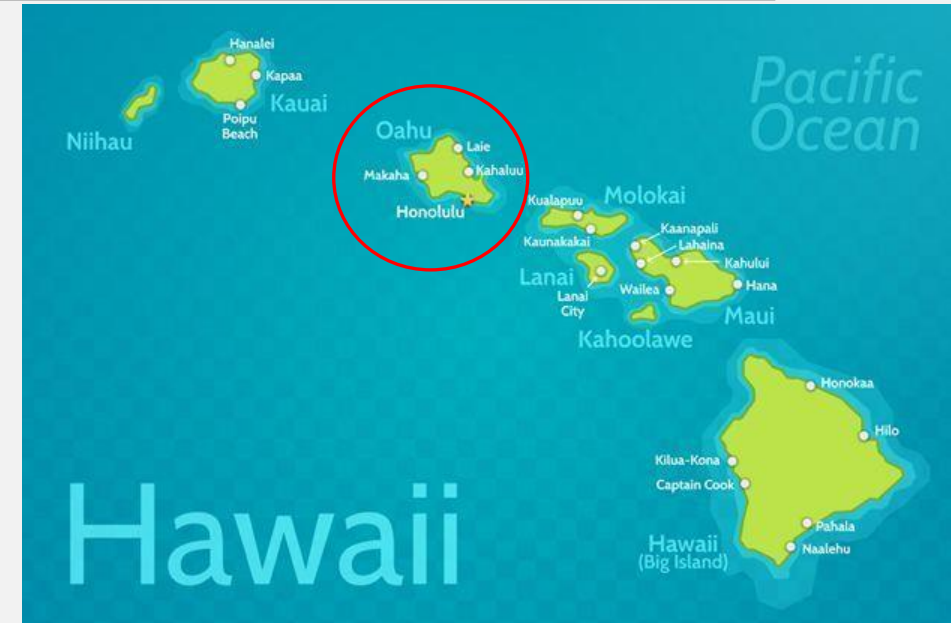 Hanalei
Kapaa
Kauai
Poipu
Beach
Niihau
Pacific
Ocean
Oahu
Laie
Makaha
Kahaluu
Honolulu
Kualapuu
Molokai
Kaunakakai
Kaanapali
Lahaina
Kahului
Lanai
Lanai
City
Wailea
Hana
Maui
Kahoolawe
Honokaa
Hilo
Kilua-Kona
Captain Cook
Pahala
Naalehu
Hawaii
(Big Island)
Hawaii